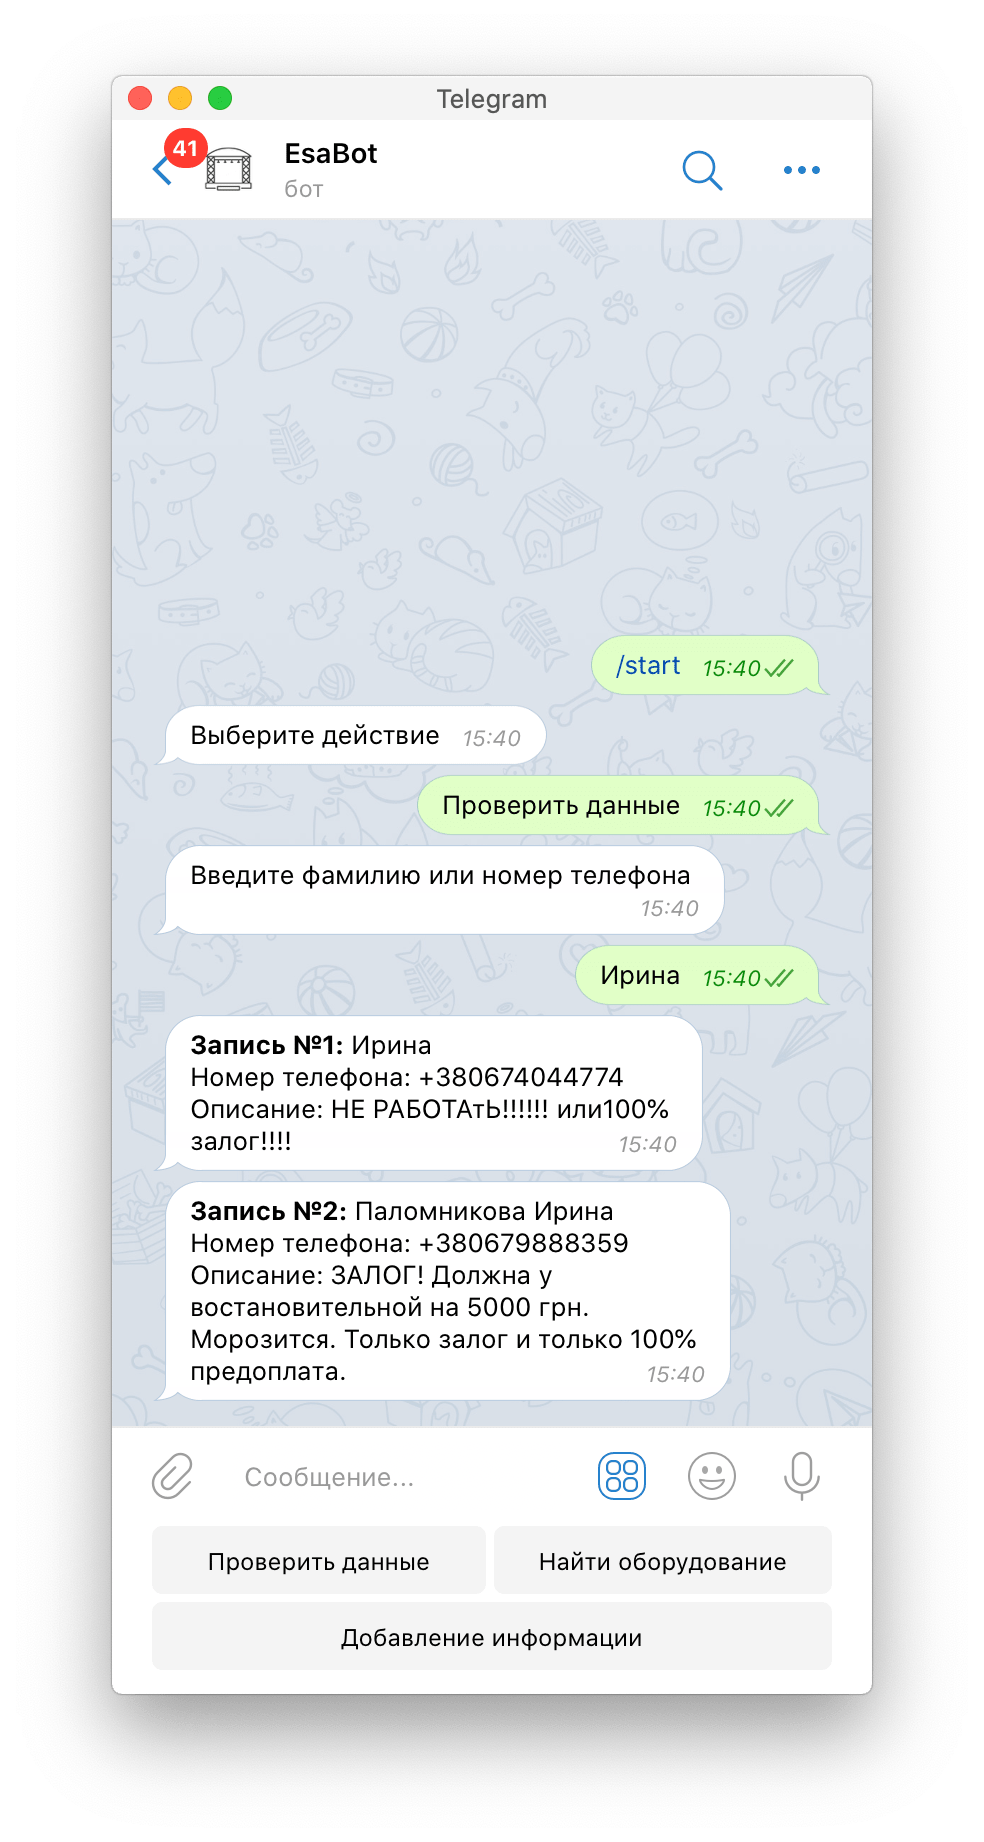 Telegram
41
EsaBot
бот
/start 15:40
Выберите действие 15:40
Проверить данные 15:40
Введите фамилию или номер телефона
15:40
Ирина 15:40
Запись №1: Ирина
Номер телефона: +380674044774
Описание: НЕ РАБОТАтЬ!!!!!! или100%
залог!!!! 15:40
Запись №2: Паломникова Ирина
Номер телефона: +380679888359
Описание: ЗАЛОГ! Должна у
востановительной на 5000 грн.
Морозится. Только залог и только 100%
предоплата. 15:40
Сообщение...
Проверить данные
Найти оборудование
Добавление информации